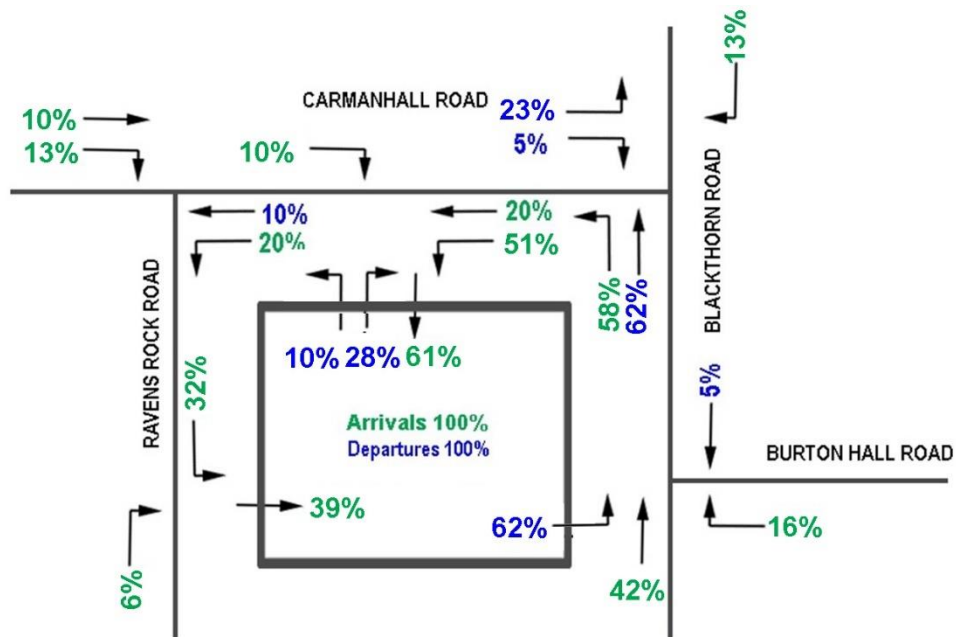 13%
CARMANHALL ROAD
10%
23%
13%
10%
5%
10%
20%
20%
51%
RAVENS ROCK ROAD
BLACKTHORN ROAD
58%
62%
10% 28% 61%
32%
5%
Arrivals 100%
Departures 100%
BURTON HALL ROAD
39%
62%
16%
6%
42%